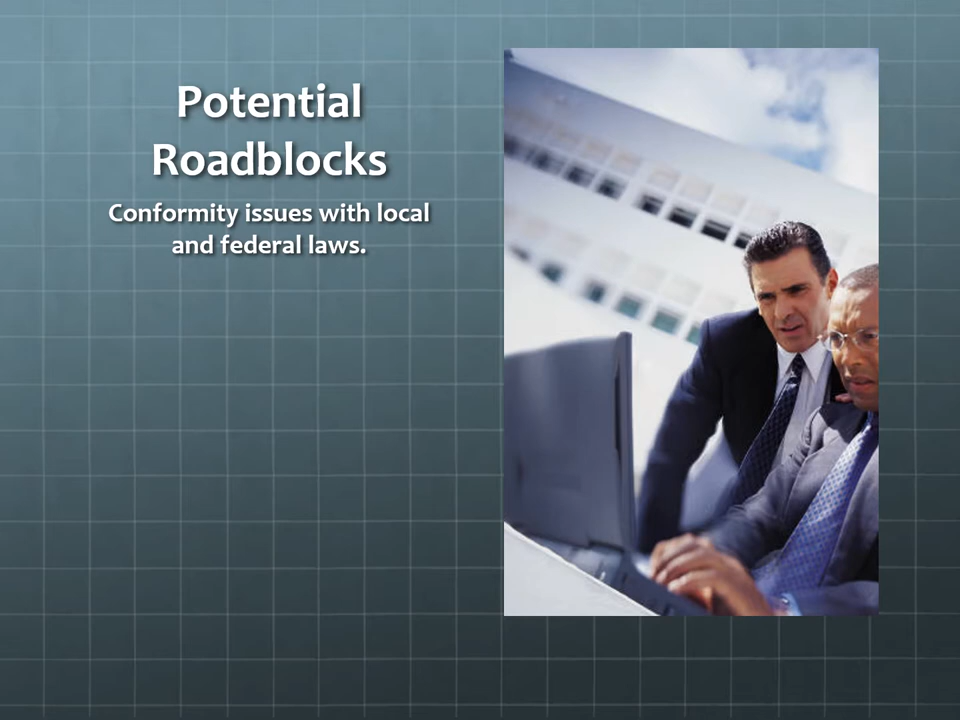 Potential
Roadblocks
Conformity issues with local
and federal laws.